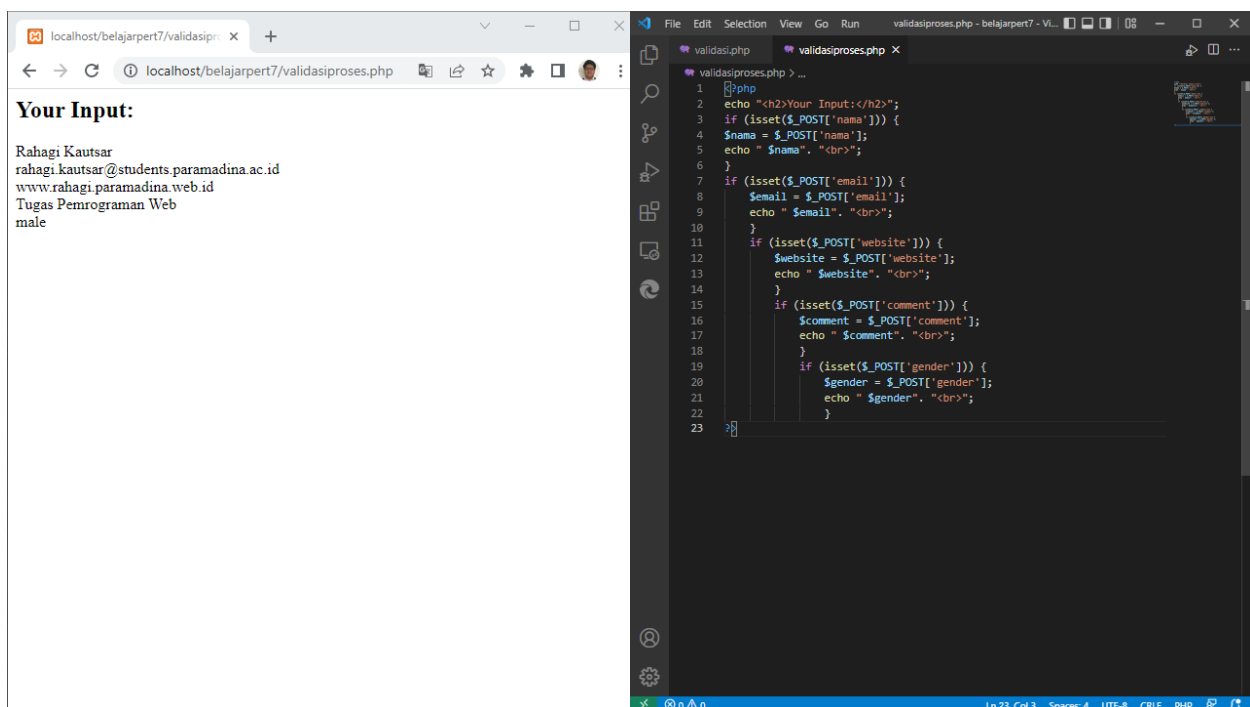 localhost/belajarpert7/validasipro
localhost/belajarpert7/validasiproses.php
Your Input:
Rahagi Kautsar
rahagi.kautsar@students.paramadina.ac.id
www.rahagi.paramadina.web.id
Tugas Pemrograman Web
male
File Edit Selection View Go Run validasiproses.php - belajarpert7 - Vi...
validasi.php validasiproses.php
validasiproses.php > ...
1 <?php
2 echo "<h2>Your Input:</h2>";
3 if (isset($_POST['nama'])) {
4 $nama = $_POST['nama'];
5 echo " $nama". "<br>";
6 }
7 if (isset($_POST['email'])) {
8 $email = $_POST['email'];
9 echo " $email". "<br>";
10 }
11 if (isset($_POST['website'])) {
12 $website = $_POST['website'];
13 echo " $website". "<br>";
14 }
15 if (isset($_POST['comment'])) {
16 $comment = $_POST['comment'];
17 echo " $comment". "<br>";
18 }
19 if (isset($_POST['gender'])) {
20 $gender = $_POST['gender'];
21 echo " $gender". "<br>";
22 }
23 ?>
0 0 Ln 23, Col 3 Spaces: 4 UTF-8 CRLF PHP